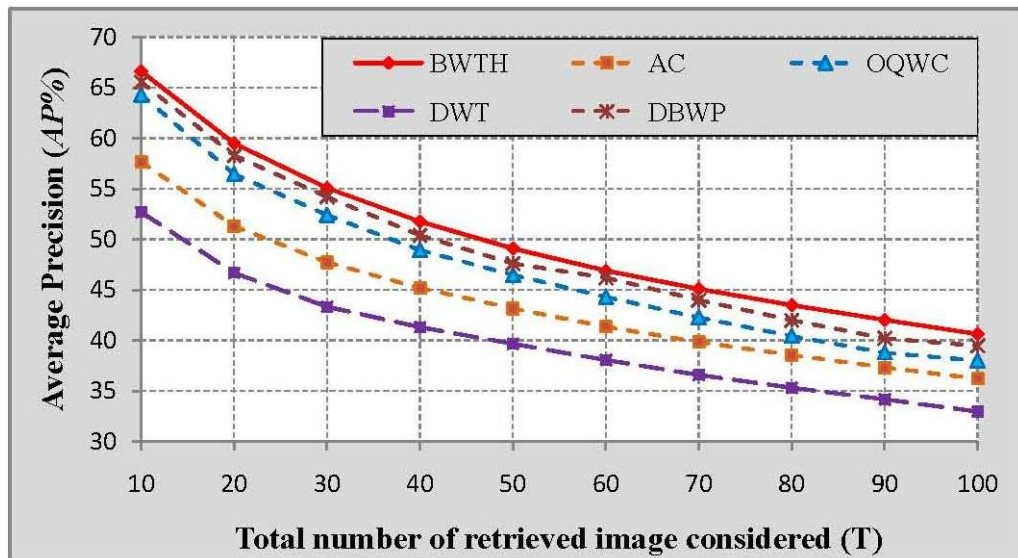 70
65
60
55
50
45
40
35
30
Average Precision (AP%)
BWTH AC OQWC
DWT DBWP
10 20 30 40 50 60 70 80 90 100
Total number of retrieved image considered (T)